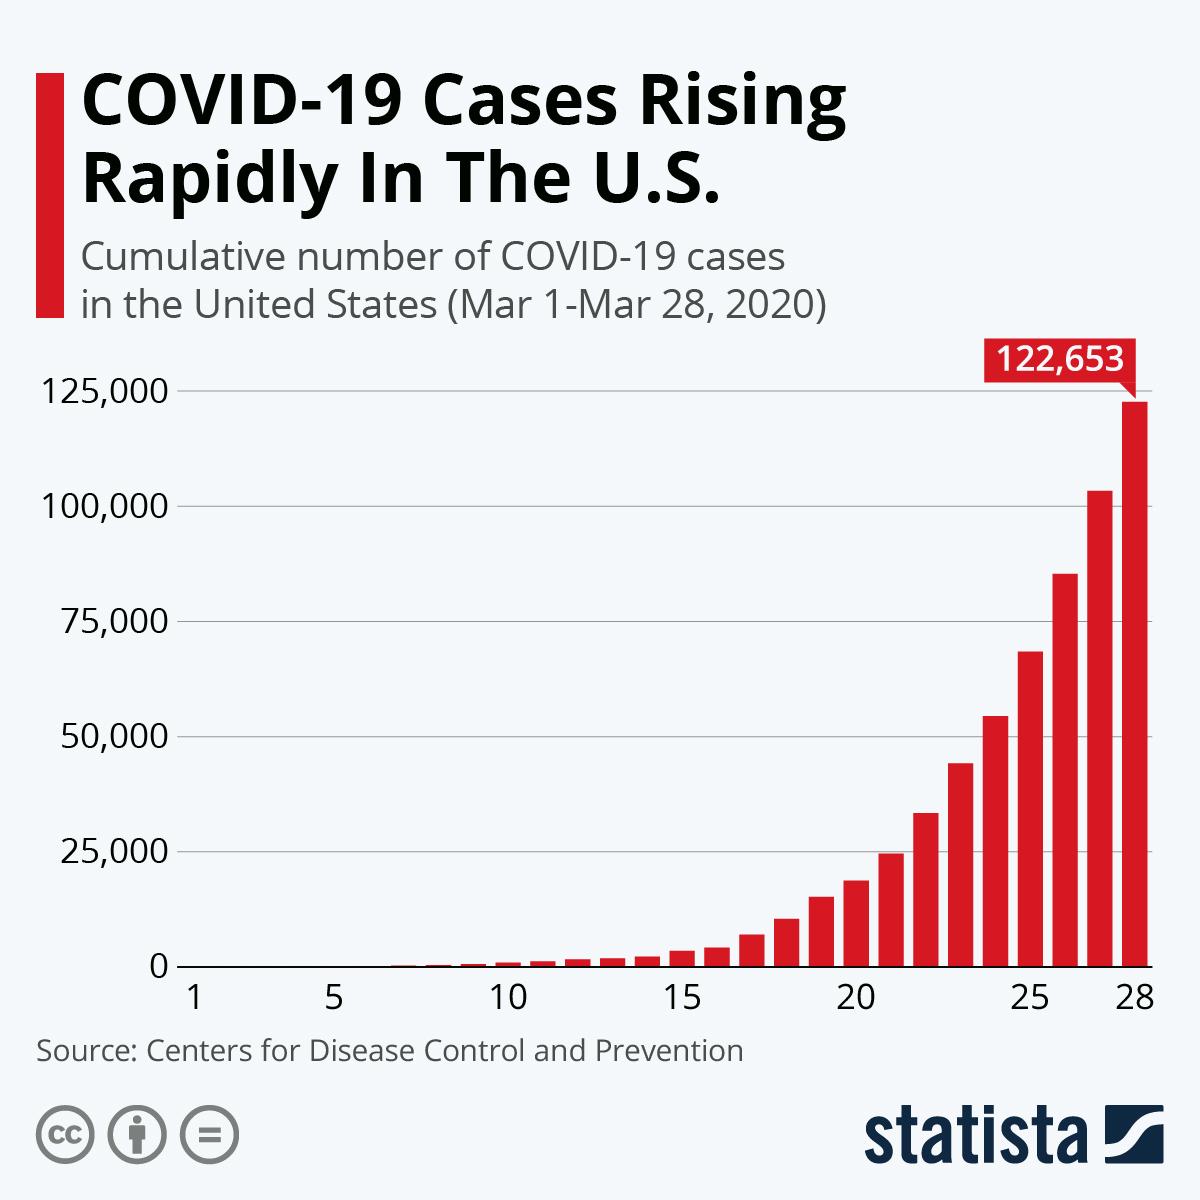 COVID-19 Cases Rising
Rapidly In The U.S.
Cumulative number of COVID-19 cases
in the United States (Mar 1-Mar 28, 2020)
122,653
125,000
100,000
75,000
50,000
25,000
0
1 5 10 15 20 25 28
Source: Centers for Disease Control and Prevention
cc
statista